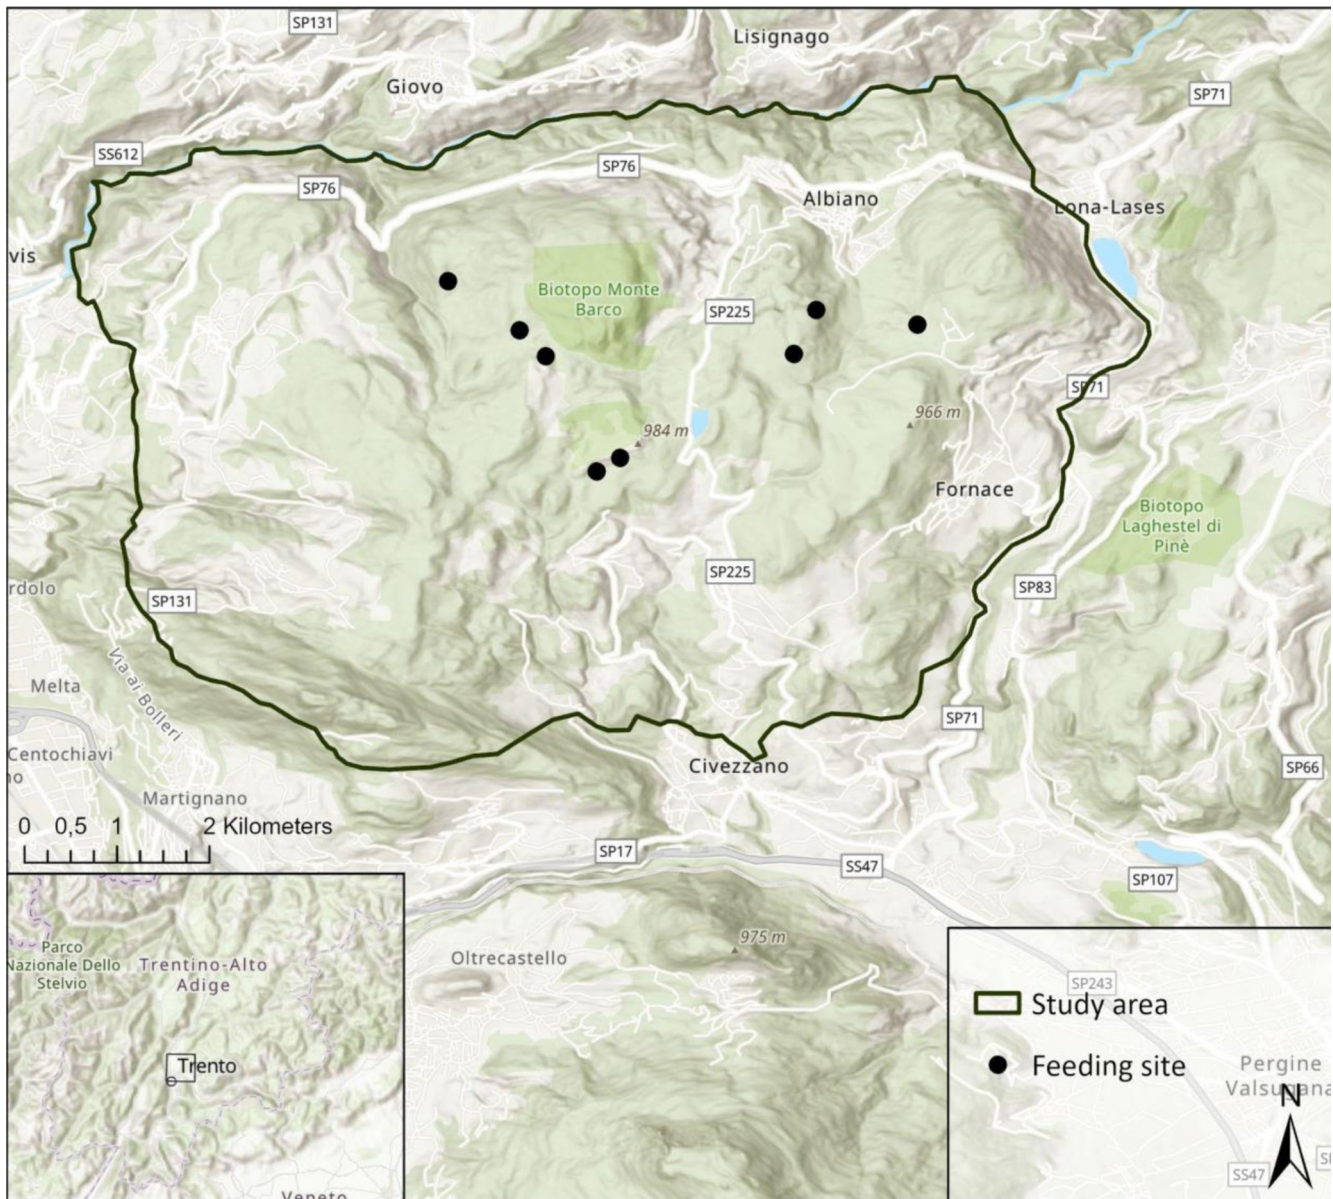 SP131
Lisignago
Giovo
SP71
SS612
SP76
SP76
Albiano
Lona-Lases
vis
Biotopo Monte
Barco
SP225
SP71
966 m
984 m
Fornace
Biotopo
Laghestel di
Pinè
SP225
SP83
rdolo
SP131
Via ai Bolleri
Melta
SP71
Centochiavi
no
Civezzano
SP66
Martignano
0 0,5 1 2 Kilometers
SP17
SS47
SP107
975 m
Oltrecastello
Parco
Nazionale Dello
Stelvio
Trentino-Alto
Adige
Trento
Veneto
SP243
Study area
Feeding site
Pergine
Valsugana
N
SS47